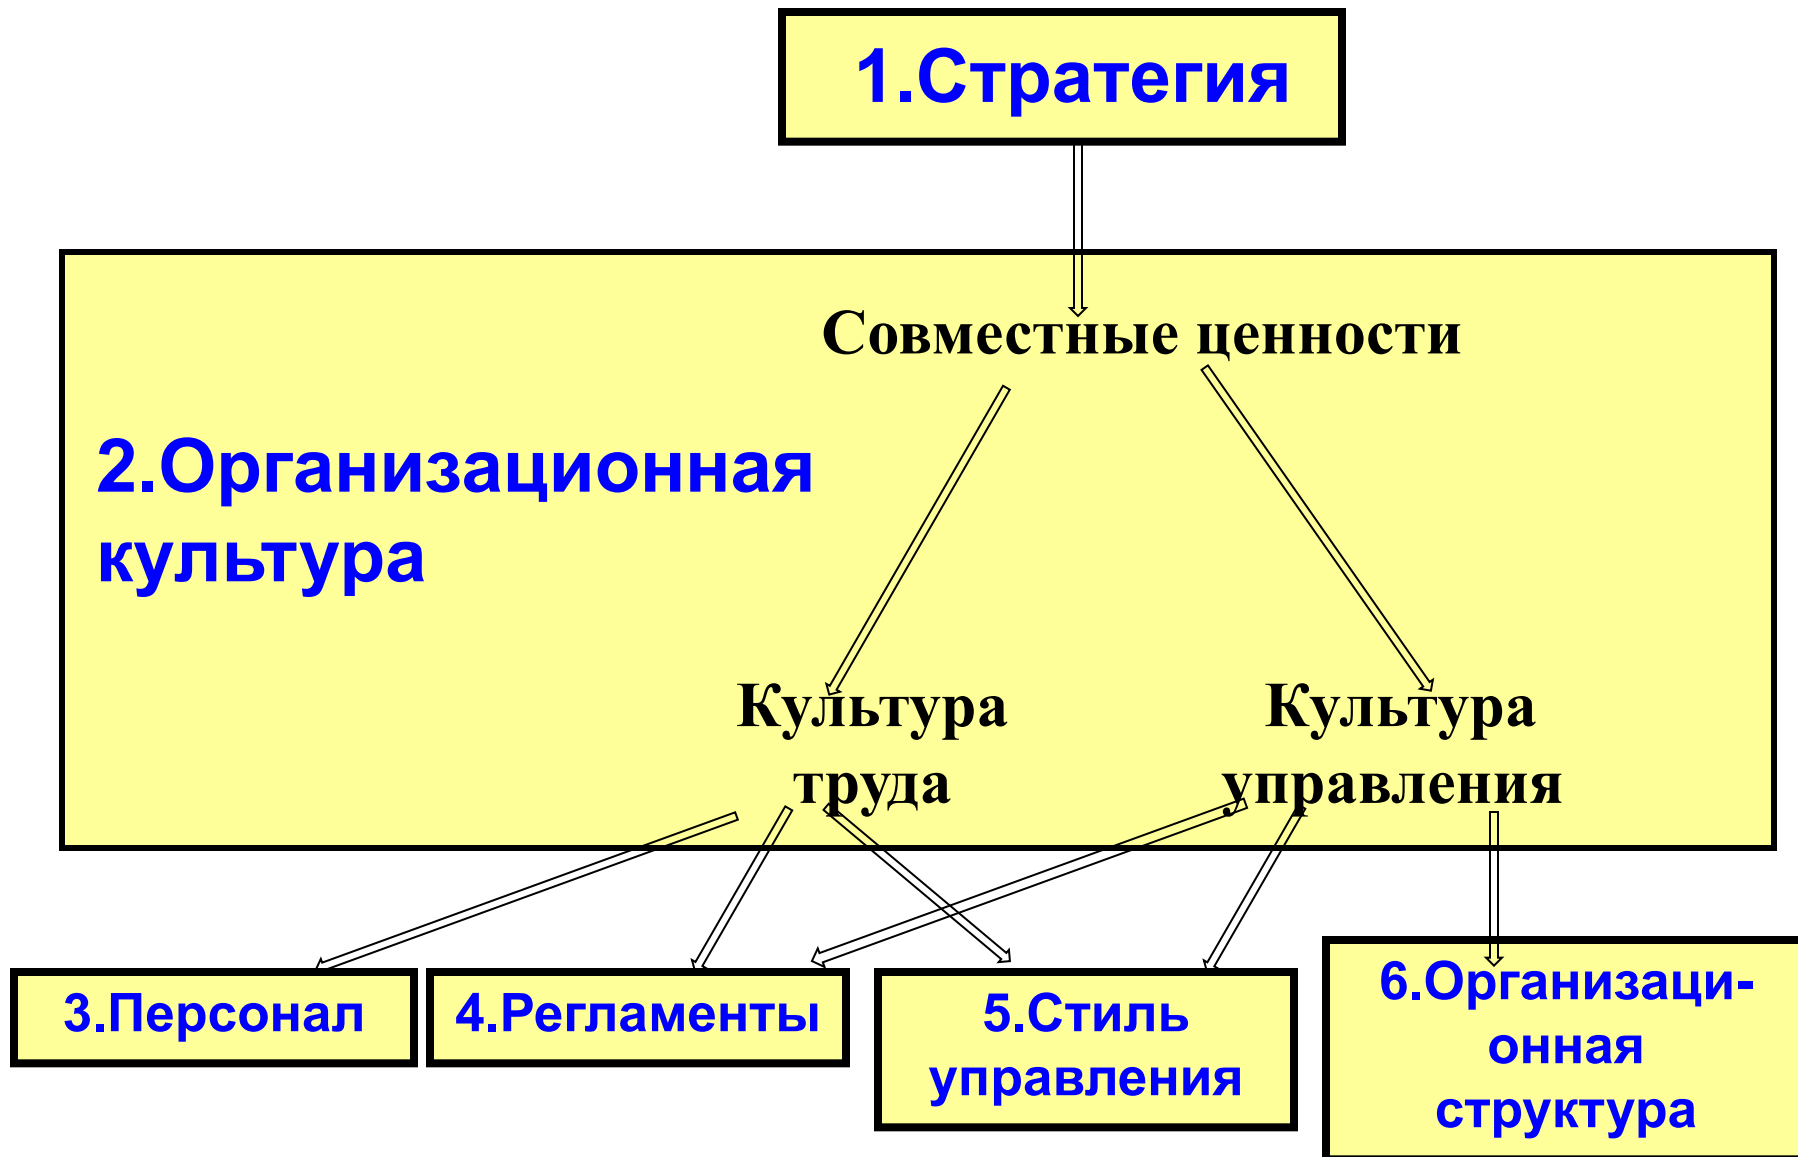 1.Стратегия
Совместные ценности
2.Организационная
культура
Культура
труда
Культура
управления
3.Персонал
4.Регламенты
5.Стиль
управления
6.Организаци-
онная
структура